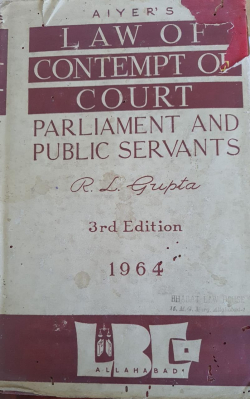 AIYER'S
LAW OF
CONTEMPT OF
COURT
PARLIAMENT AND
PUBLIC SERVANTS
R. L. Gupta
3rd Edition
1964
LBC
ALLAHABAD